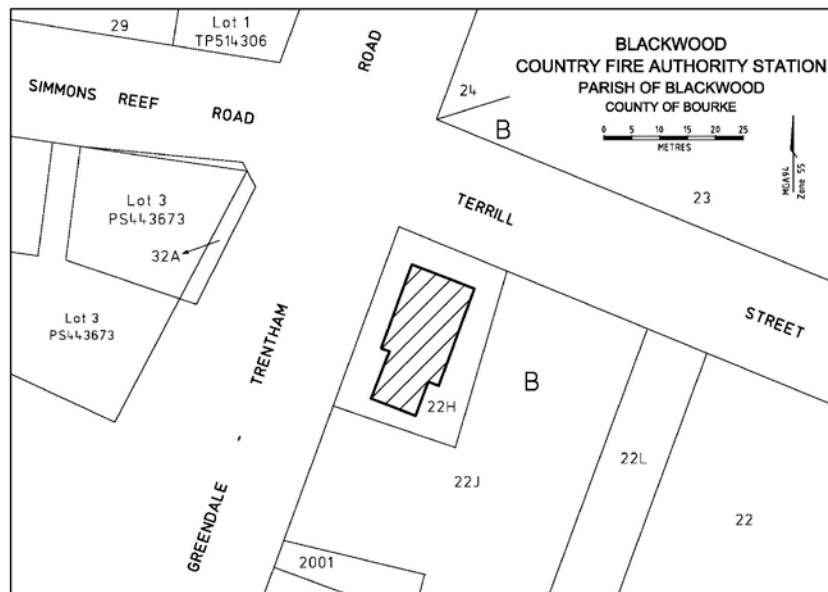 29
Lot 1
TP514306
ROAD
BLACKWOOD
COUNTRY FIRE AUTHORITY STATION
PARISH OF BLACKWOOD
COUNTY OF BOURKE
0 5 10 15 20 25
METRES
MGA94
Zone 55
SIMMONS REEF ROAD
24
B
23
Lot 3
PS443673
32A
TERRILL STREET
Lot 3
PS443673
GREENDALE - TRENTHAM
B
22H
22J
22L
22
2001